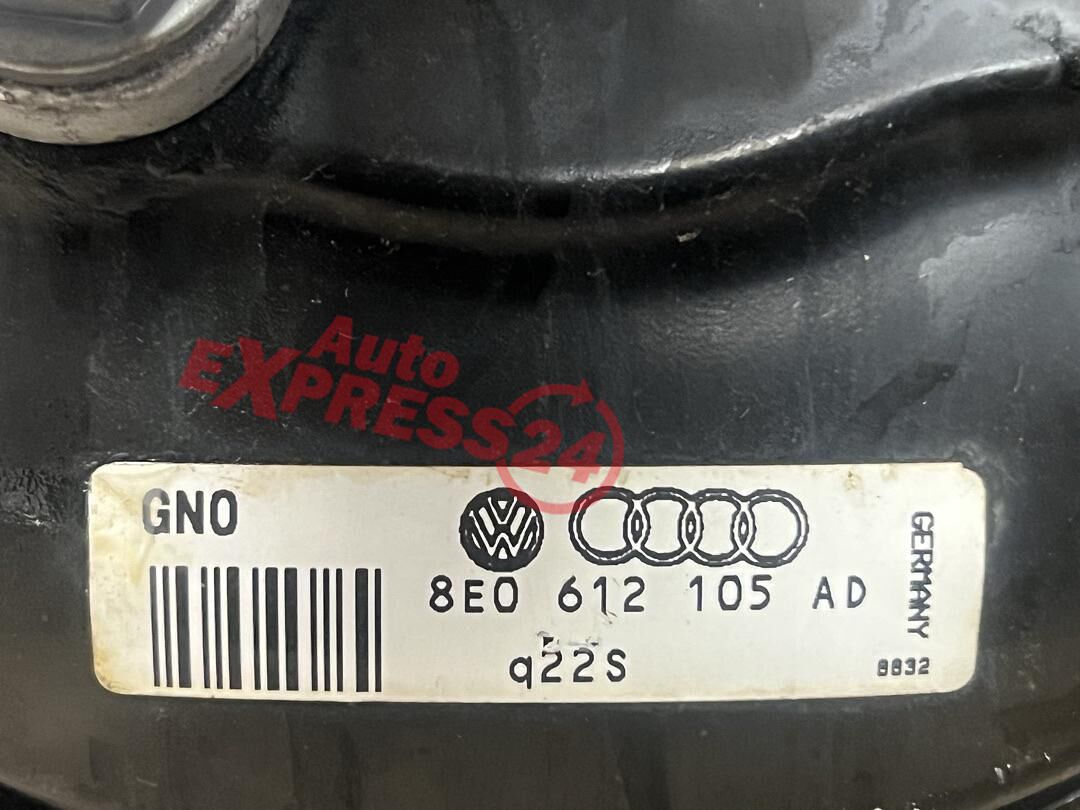 Auto
EXPRESS24
GNO
8E0 612 105 AD
q22S
GERMANY
8832